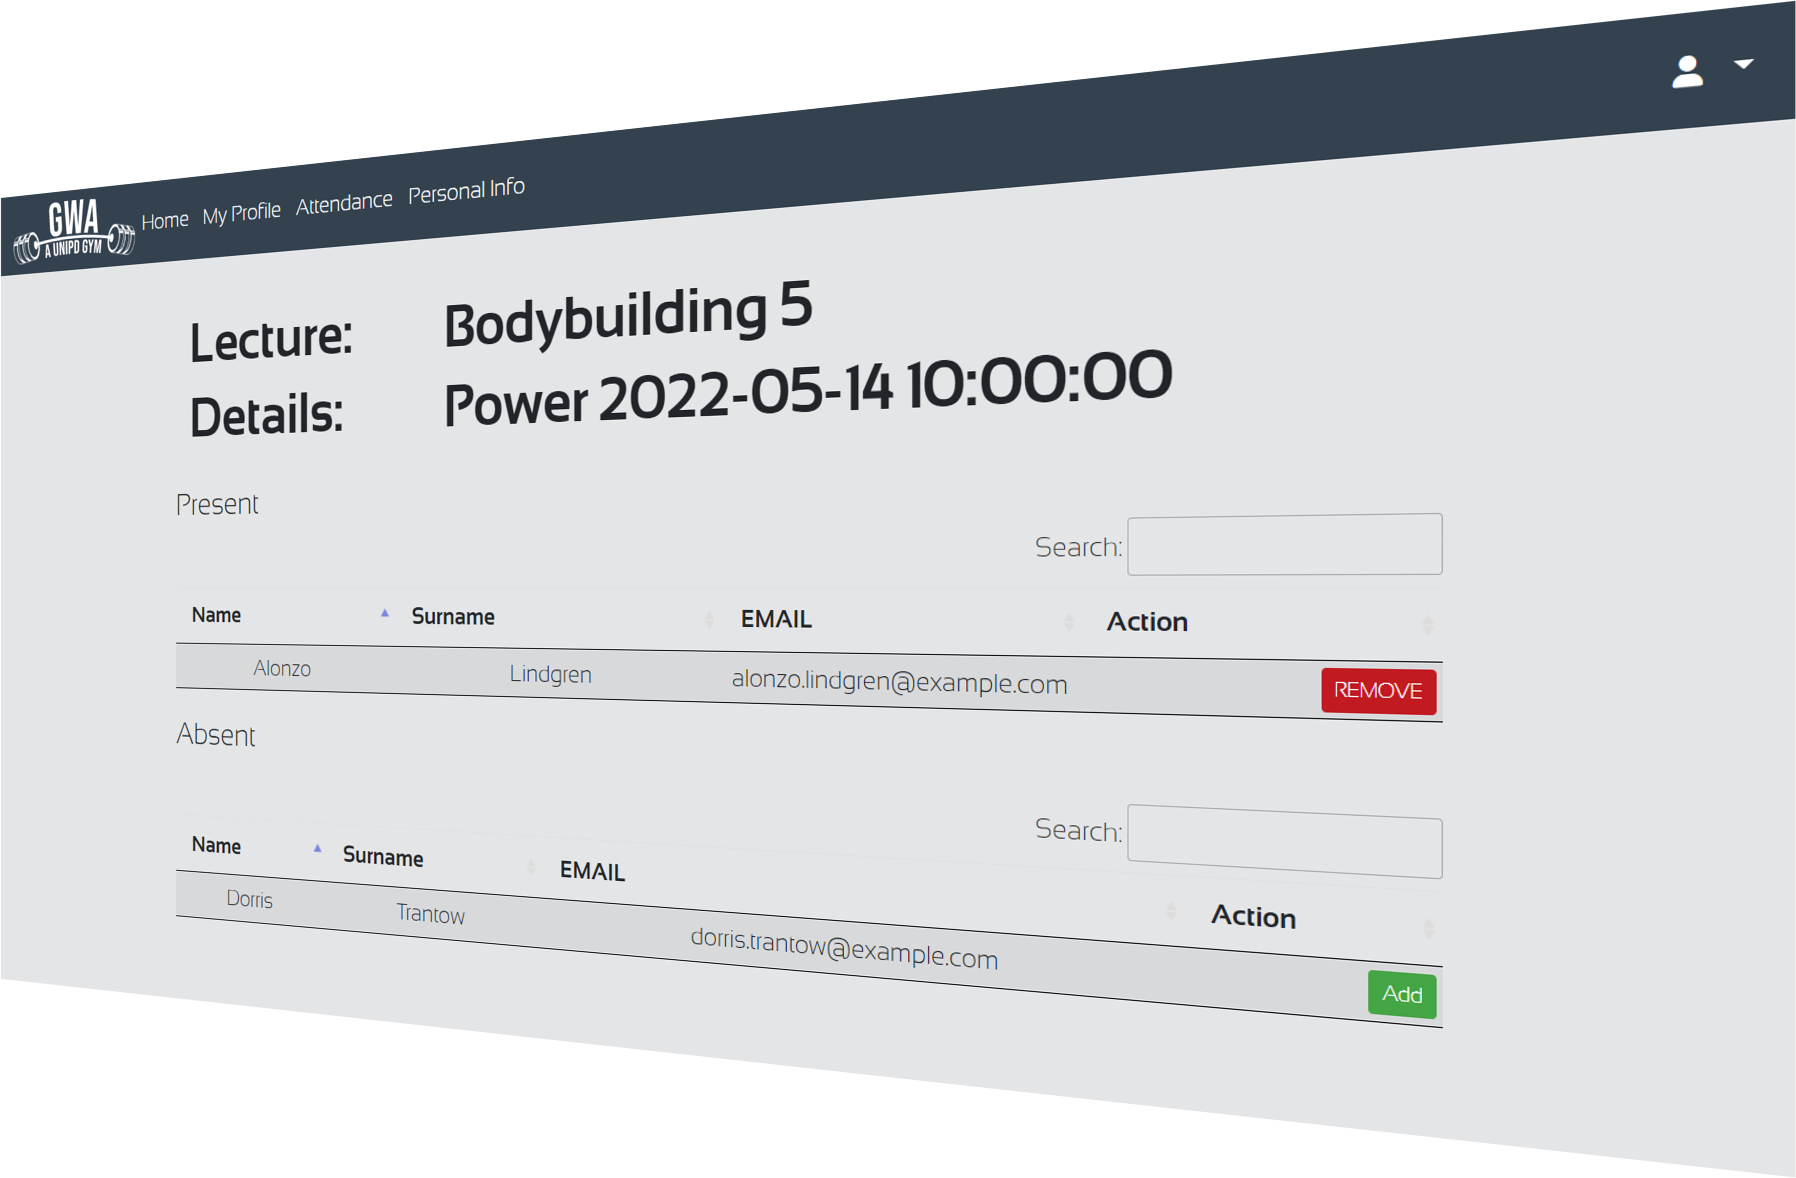 GWA
A UNIPD GYM
Home My Profile Attendance Personal Info
Lecture: Bodybuilding 5
Details: Power 2022-05-14 10:00:00
Present
Search:
Name Surname EMAIL Action
Alonzo Lindgren alonzo.lindgren@example.com REMOVE
Absent
Search:
Name Surname EMAIL Action
Dorris Trantow dorris.trantow@example.com Add